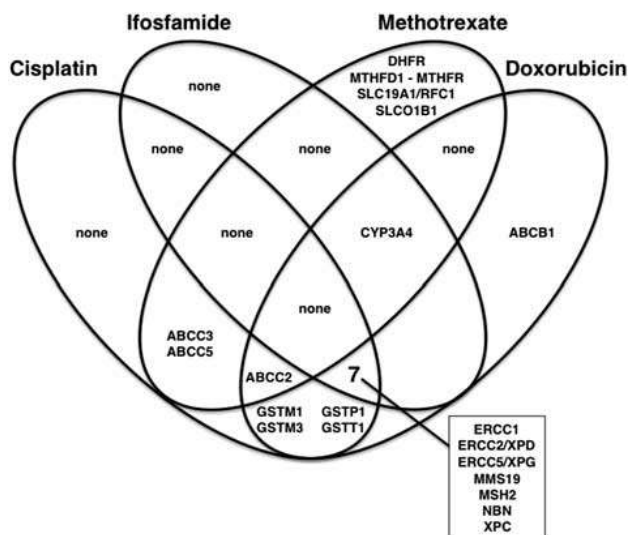 Ifosfamide
Methotrexate
Cisplatin
Doxorubicin
DHFR
MTHFD1 - MTHFR
SLC19A1/RFC1
SLCO1B1
none
none
none
none
none
none
CYP3A4
ABCB1
none
ABCC3
ABCC5
ABCC2
7
GSTM1
GSTM3
GSTP1
GSTT1
ERCC1
ERCC2/XPD
ERCC5/XPG
MMS19
MSH2
NBN
XPC